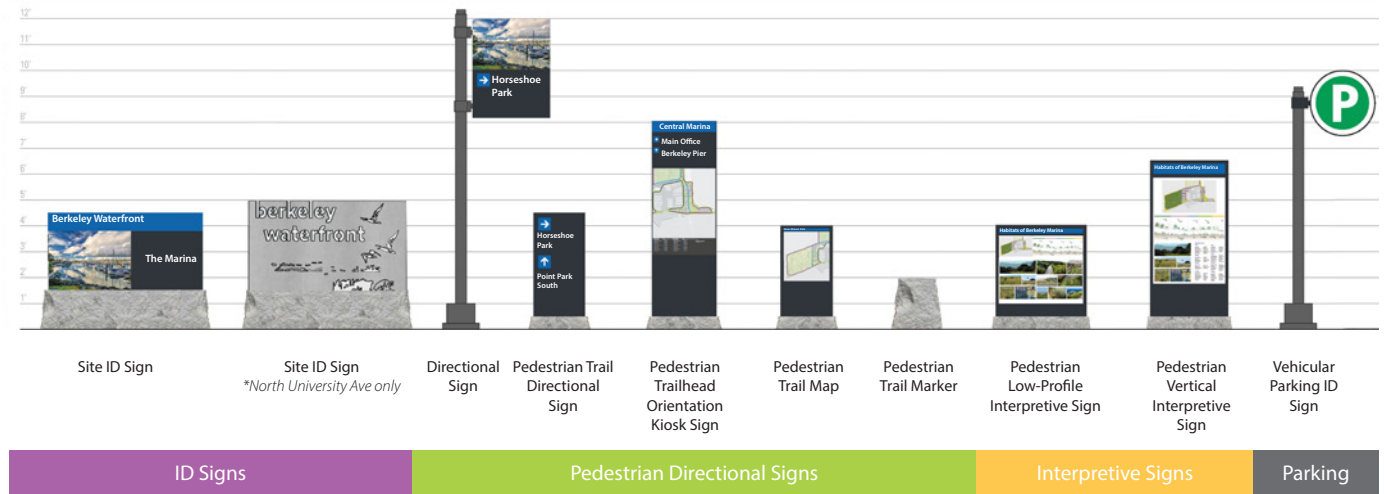 12'
11'
10'
9'
8'
7'
6'
5'
4'
3'
2'
1'
Berkeley Waterfront
The Marina
berkeley
waterfront
Horseshoe
Park
Horseshoe
Park
Point Park
South
Central Marina
Main Office
Berkeley Pier
Habitats of Berkeley Marina
Habitats of Berkeley Marina
P
Site ID Sign
Site ID Sign
*North University Ave only
Directional
Sign
Pedestrian Trail
Directional
Sign
Pedestrian
Trailhead
Orientation
Kiosk Sign
Pedestrian
Trail Map
Pedestrian
Trail Marker
Pedestrian
Low-Profile
Interpretive Sign
Pedestrian
Vertical
Interpretive
Sign
Vehicular
Parking ID
Sign
ID Signs
Pedestrian Directional Signs
Interpretive Signs
Parking